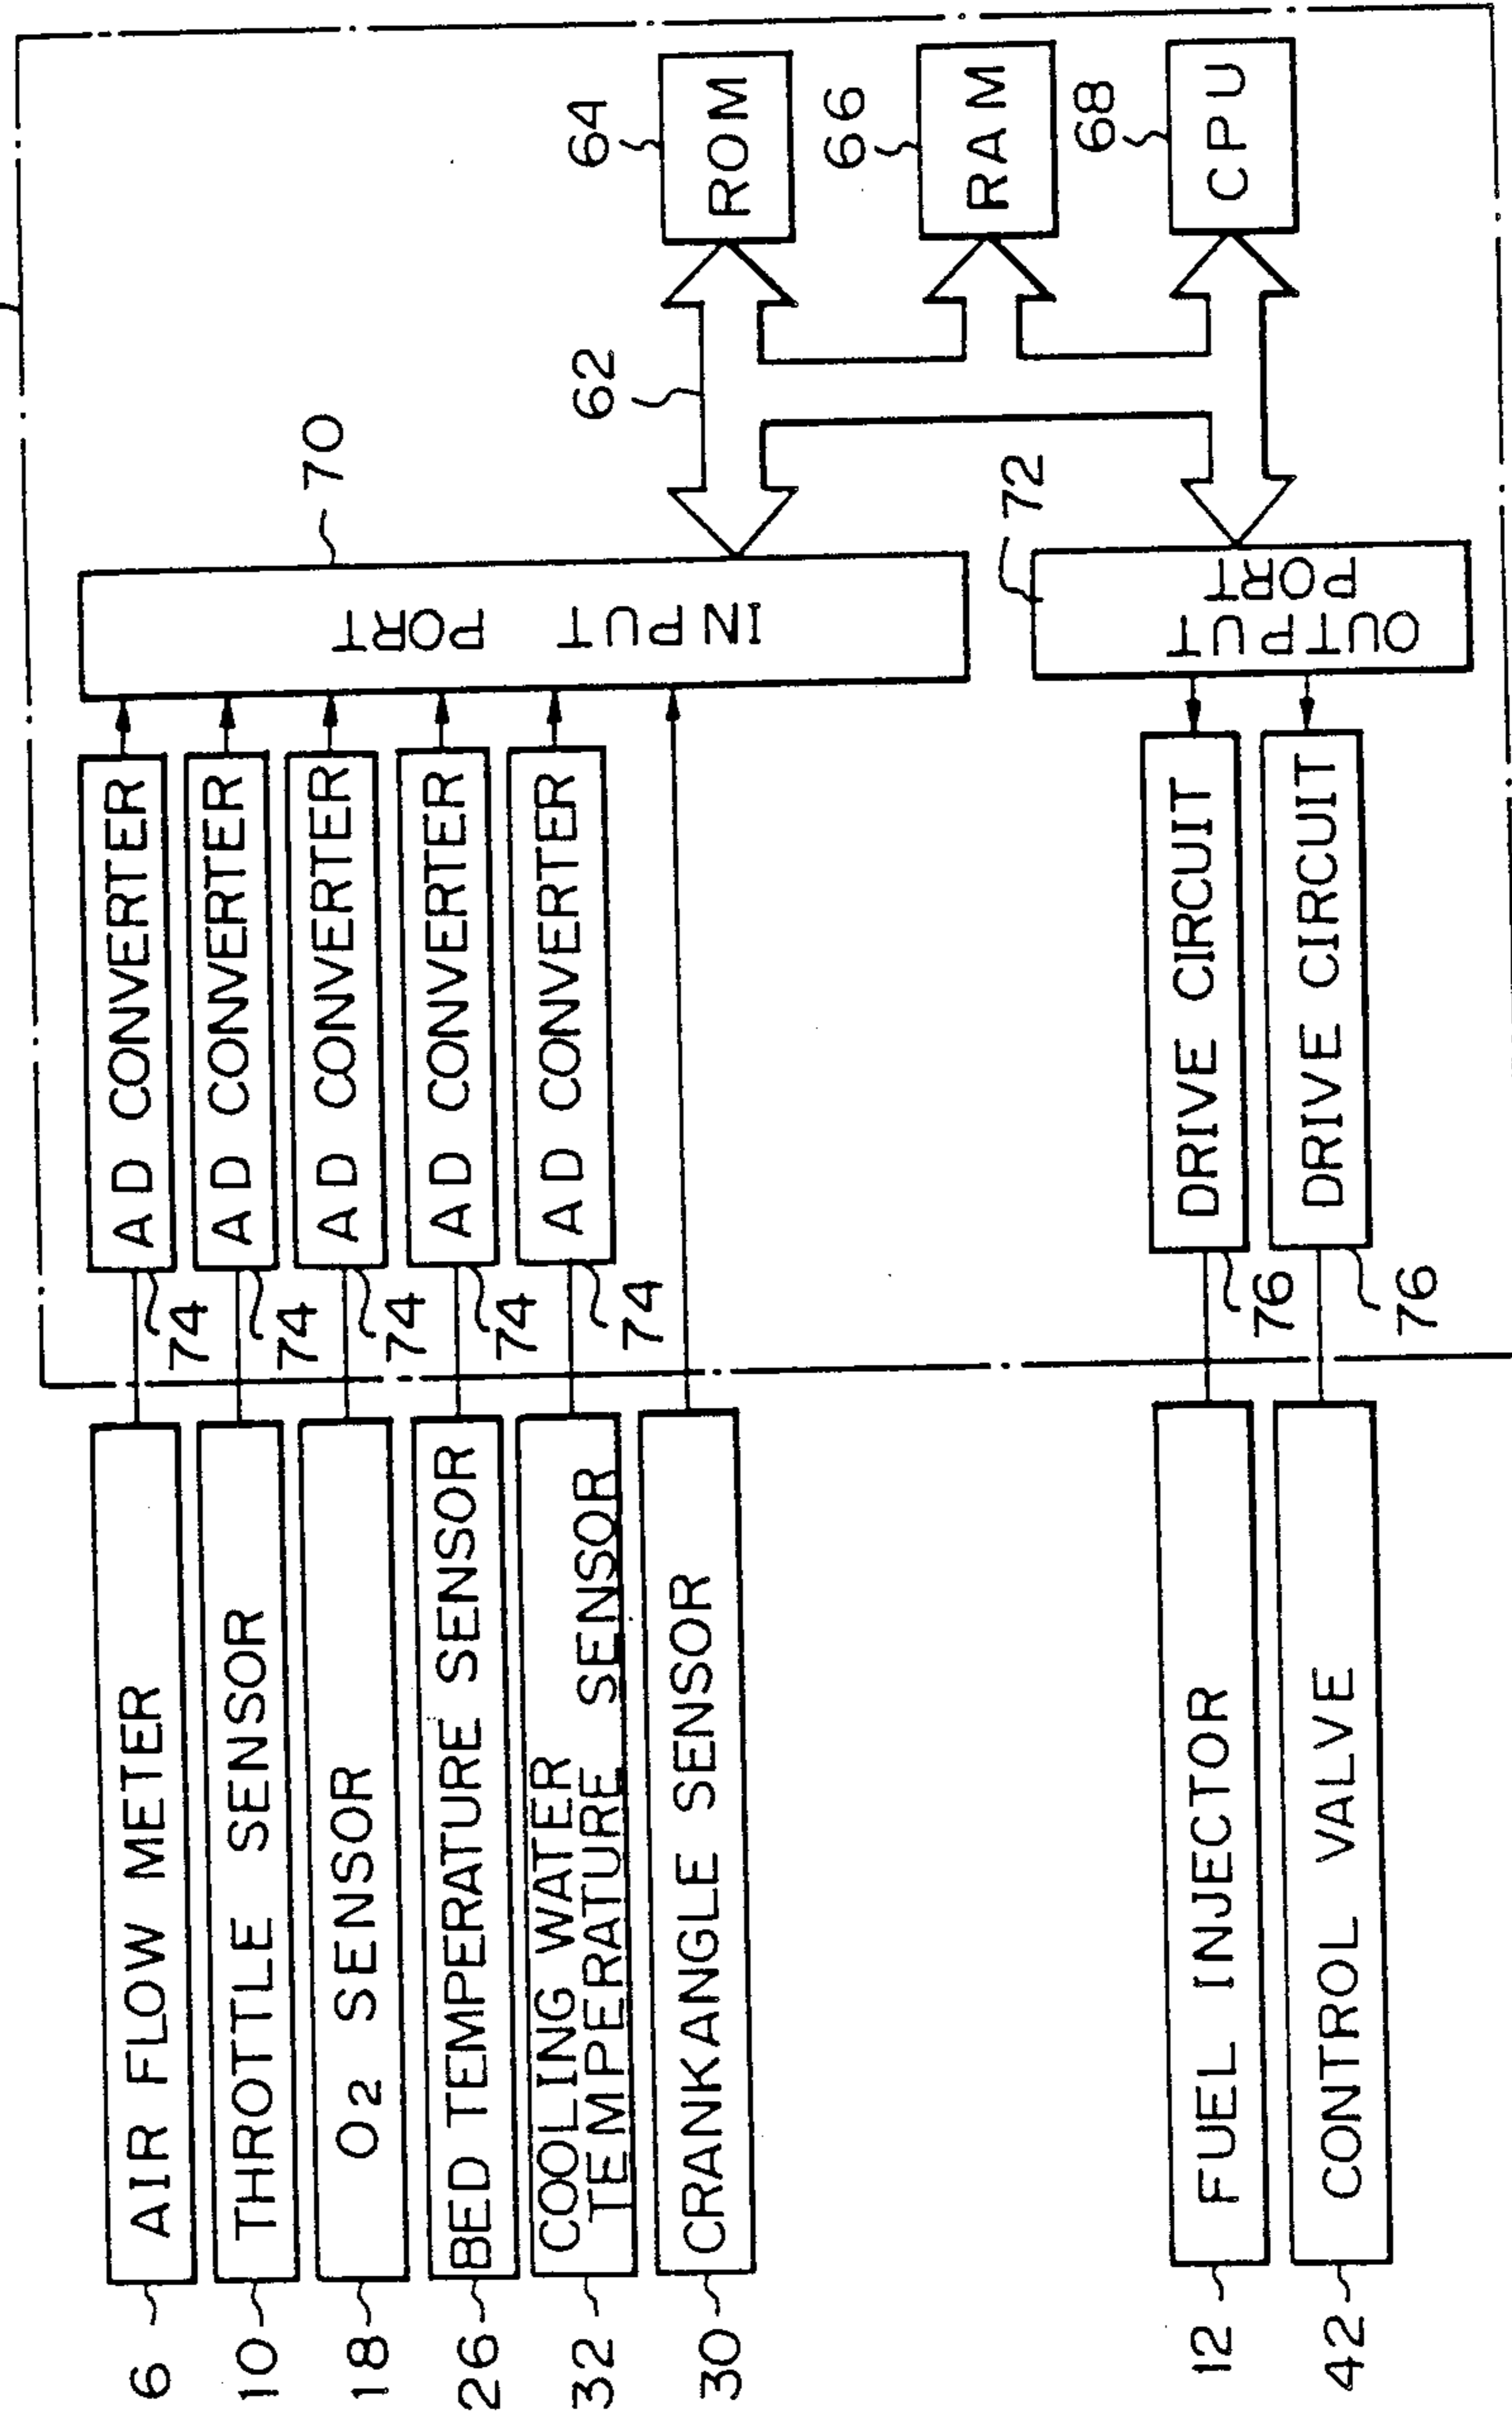 6
AIR FLOW METER
74
AD CONVERTER
10
THROTTLE SENSOR
74
AD CONVERTER
18
O2 SENSOR
74
AD CONVERTER
26
BED TEMPERATURE SENSOR
74
AD CONVERTER
32
COOLING WATER
TEMPERATURE SENSOR
74
AD CONVERTER
30
CRANKANGLE SENSOR
INPUT PORT
70
62
64
ROM
66
RAM
68
CPU
72
OUTPUT
PORT
12
FUEL INJECTOR
76
DRIVE CIRCUIT
42
CONTROL VALVE
76
DRIVE CIRCUIT